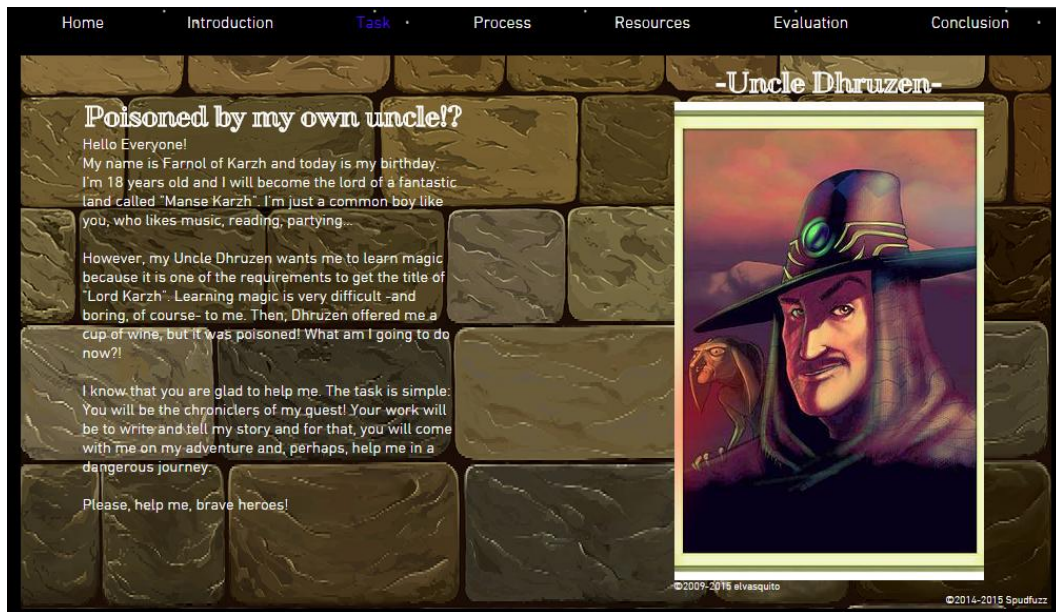 Home Introduction Task Process Resources Evaluation Conclusion
-Uncle Dhruzen-
Poisoned by my own uncle!?
Hello Everyone!
My name is Farnol of Karzh and today is my birthday.
I'm 18 years old and I will become the lord of a fantastic
land called "Manse Karzh". I'm just a common boy like
you, who likes music, reading, partying...
However, my Uncle Dhruzen wants me to learn magic
because it is one of the requirements to get the title of
"Lord Karzh". Learning magic is very difficult -and
boring, of course- to me. Then, Dhruzen offered me a
cup of wine, but it was poisoned! What am I going to do
now?!
I know that you are glad to help me. The task is simple:
You will be the chroniclers of my quest! Your work will
be to write and tell my story and for that, you will come
with me on my adventure and, perhaps, help me in a
dangerous journey.
Please, help me, brave heroes!
©2009-2015 elvasquito
©2014-2015 Spudfuzz